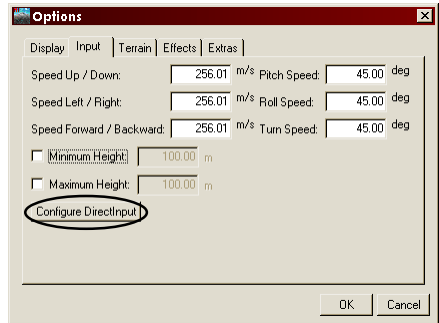 Options
Display Input Terrain Effects Extras
Speed Up / Down: 256.01 m/s Pitch Speed: 45.00 deg
Speed Left / Right: 256.01 m/s Roll Speed: 45.00 deg
Speed Forward / Backward: 256.01 m/s Turn Speed: 45.00 deg
Minimum Height: 100.00 m
Maximum Height: 100.00 m
Configure DirectInput
OK Cancel